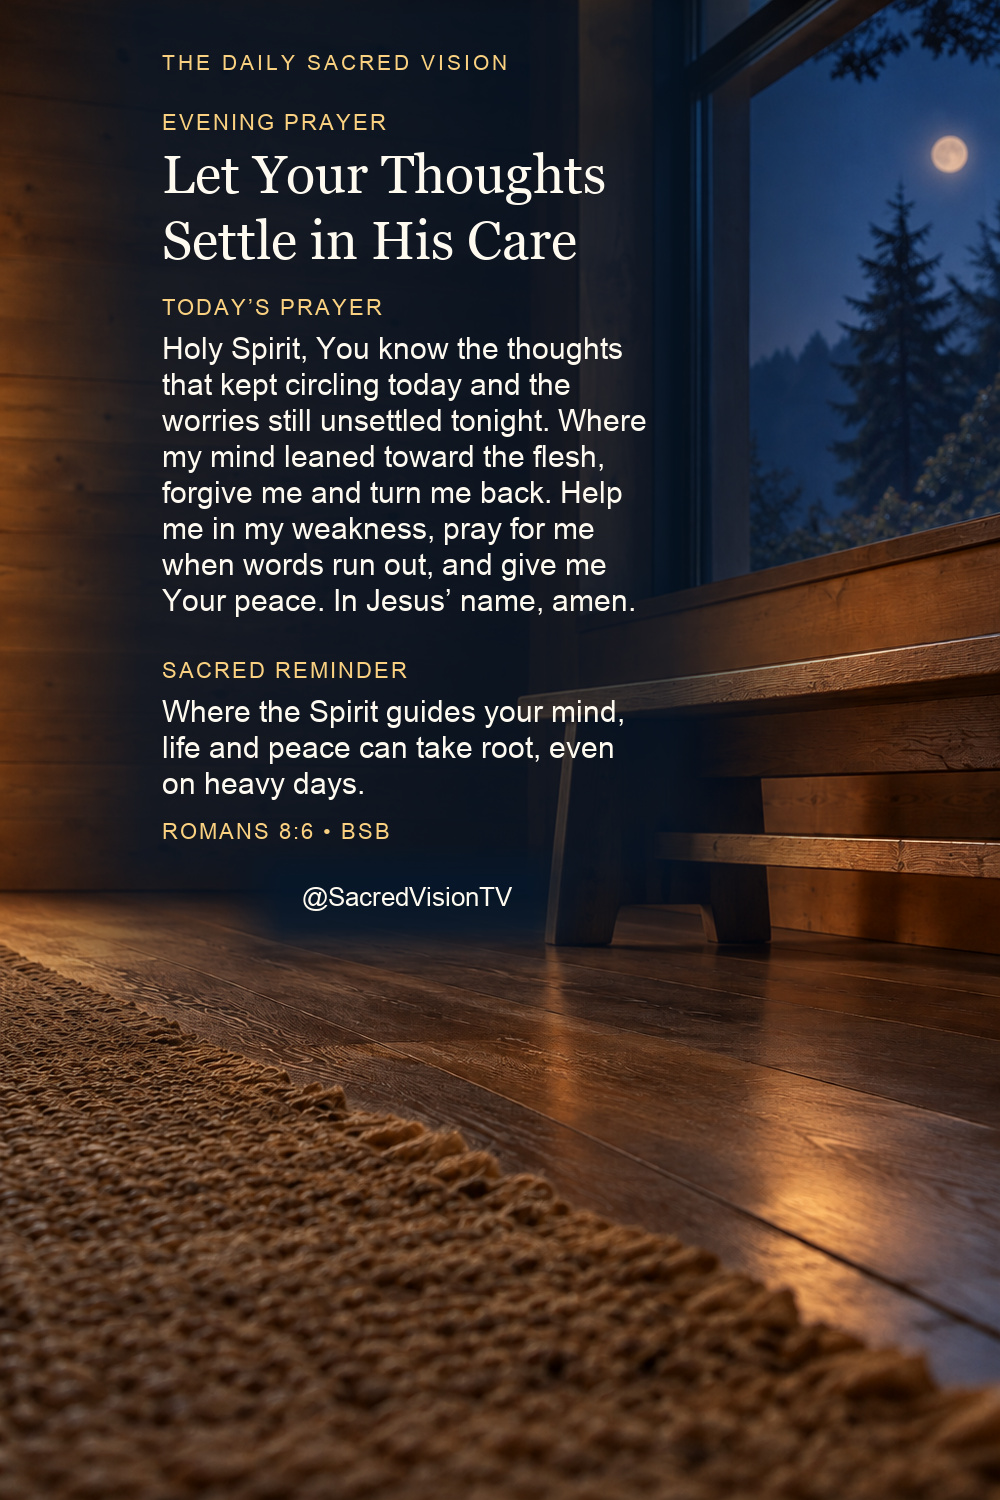 THE DAILY SACRED VISION
EVENING PRAYER
Let Your Thoughts
Settle in His Care
TODAY’S PRAYER
Holy Spirit, You know the thoughts
that kept circling today and the
worries still unsettled tonight. Where
my mind leaned toward the flesh,
forgive me and turn me back. Help
me in my weakness, pray for me
when words run out, and give me
Your peace. In Jesus’ name, amen.
SACRED REMINDER
Where the Spirit guides your mind,
life and peace can take root, even
on heavy days.
ROMANS 8:6 • BSB
@SacredVisionTV